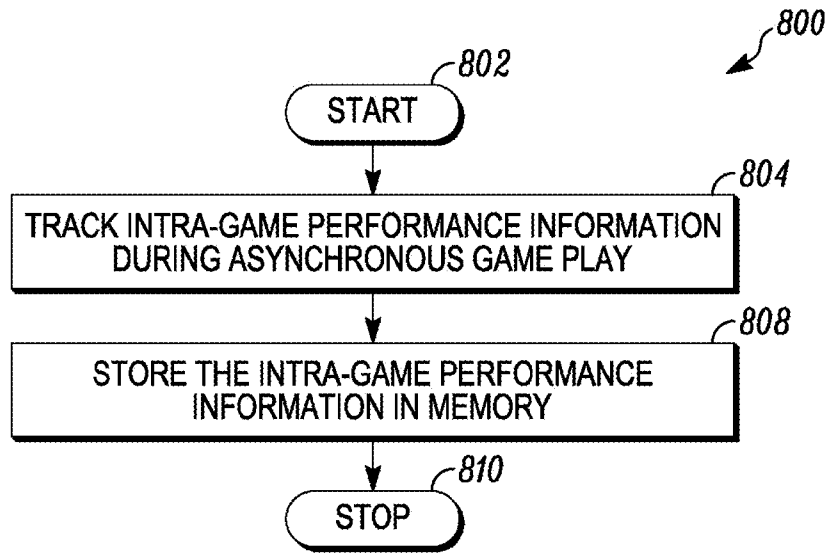 800
802
START
804
TRACK INTRA-GAME PERFORMANCE INFORMATION
DURING ASYNCHRONOUS GAME PLAY
808
STORE THE INTRA-GAME PERFORMANCE
INFORMATION IN MEMORY
810
STOP